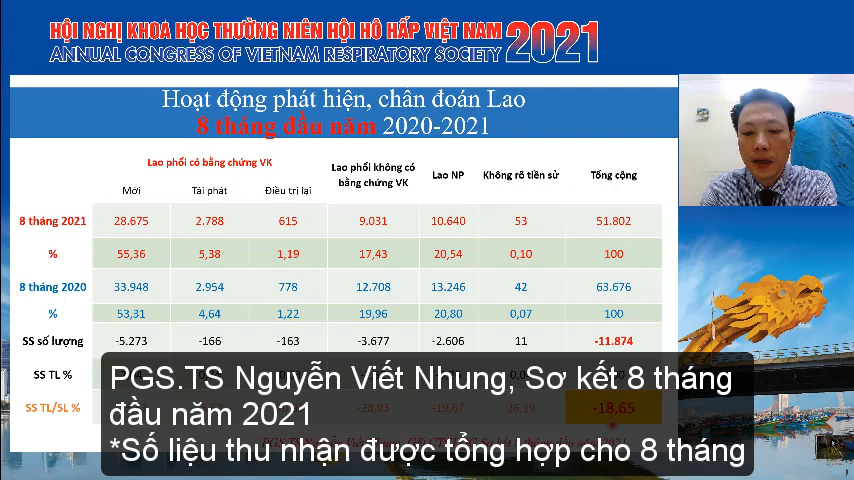 HỘI NGHỊ KHOA HỌC THƯỜNG NIÊN HỘI HÔ HẤP VIỆT NAM 2021
ANNUAL CONGRESS OF VIETNAM RESPIRATORY SOCIETY
Hoạt động phát hiện, chân đoán Lao
8 tháng đầu năm 2020-2021
Lao phổi có bằng chứng VK
Lao phổi không có bằng chứng VK
Lao NP
Không rõ tiền sử
Tổng cộng
Mới
Tái phát
Điều trị lại
8 tháng 2021 28.675 2.788 615 9.031 10.640 53 51.802
% 55,36 5,38 1,19 17,43 20,54 0,10 100
8 tháng 2020 33.948 2.954 778 12.708 13.246 42 63.676
% 53,31 4,64 1,22 19,96 20,80 0,07 100
SS số lượng -5.273 -166 -163 -3.677 -2.606 11 -11.874
SS TL %
SS TL/SL % -28,93 -19,67 26,19 -18,65
PGS.TS Nguyễn Viết Nhung, Sơ kết 8 tháng
đầu năm 2021
*Số liệu thu nhận được tổng hợp cho 8 tháng